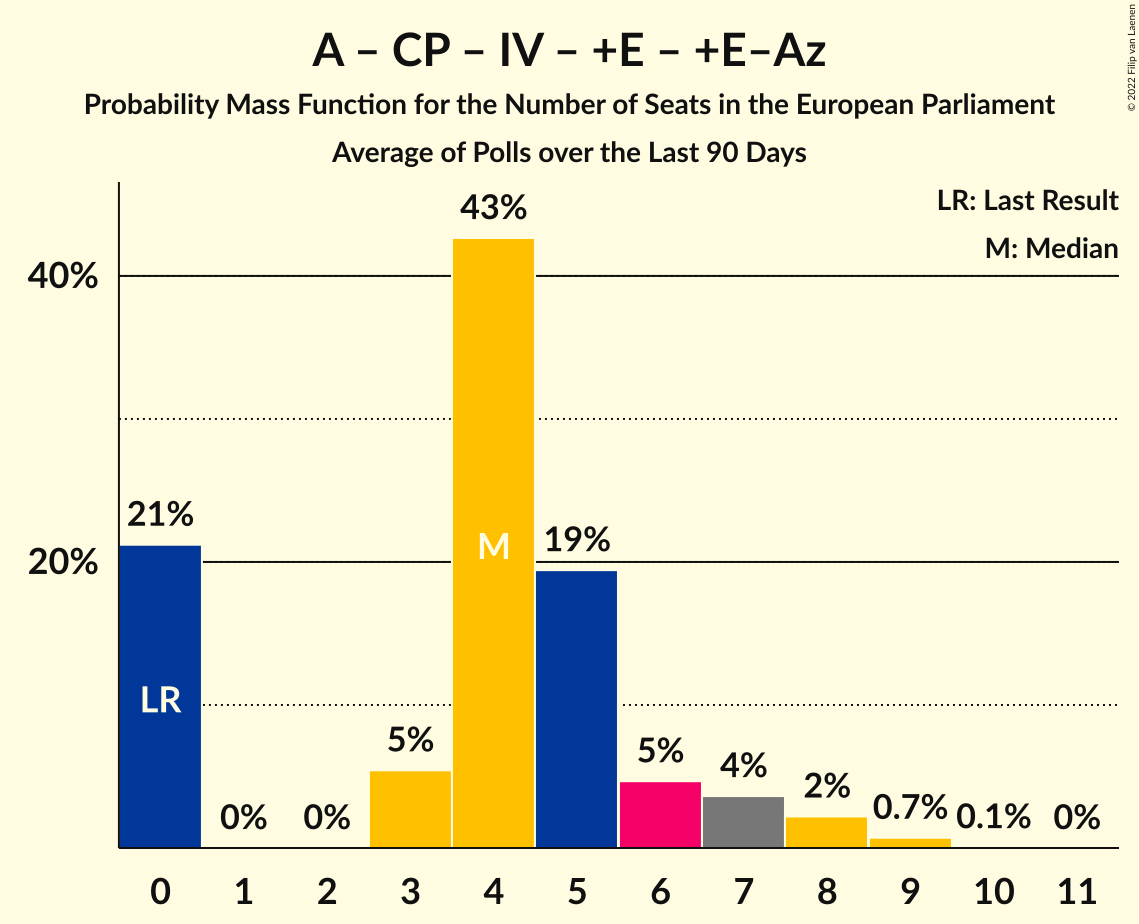 A – CP – IV – +E – +E–Az
Probability Mass Function for the Number of Seats in the European Parliament
Average of Polls over the Last 90 Days
© 2022 Filip van Laenen
LR: Last Result
M: Median
43%
40%
21%
19%
20%
M
LR
5%
5%
4%
2%
0%
0%
0.7%
0.1%
0%
0 1 2 3 4 5 6 7 8 9 10 11